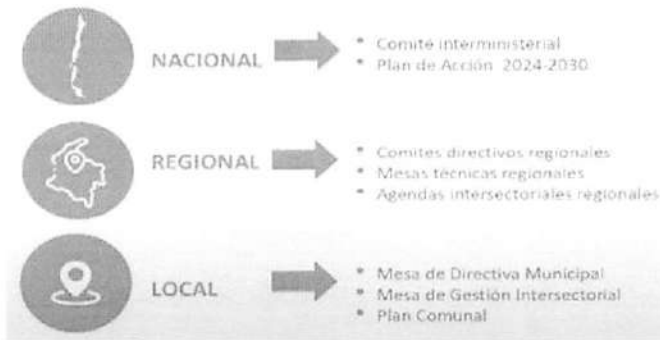 NACIONAL
• Comité interministerial
• Plan de Acción 2024-2030
REGIONAL
• Comites directivos regionales
• Mesas técnicas regionales
• Agendas intersectoriales regionales
LOCAL
• Mesa de Directiva Municipal
• Mesa de Gestión Intersectorial
• Plan Comunal